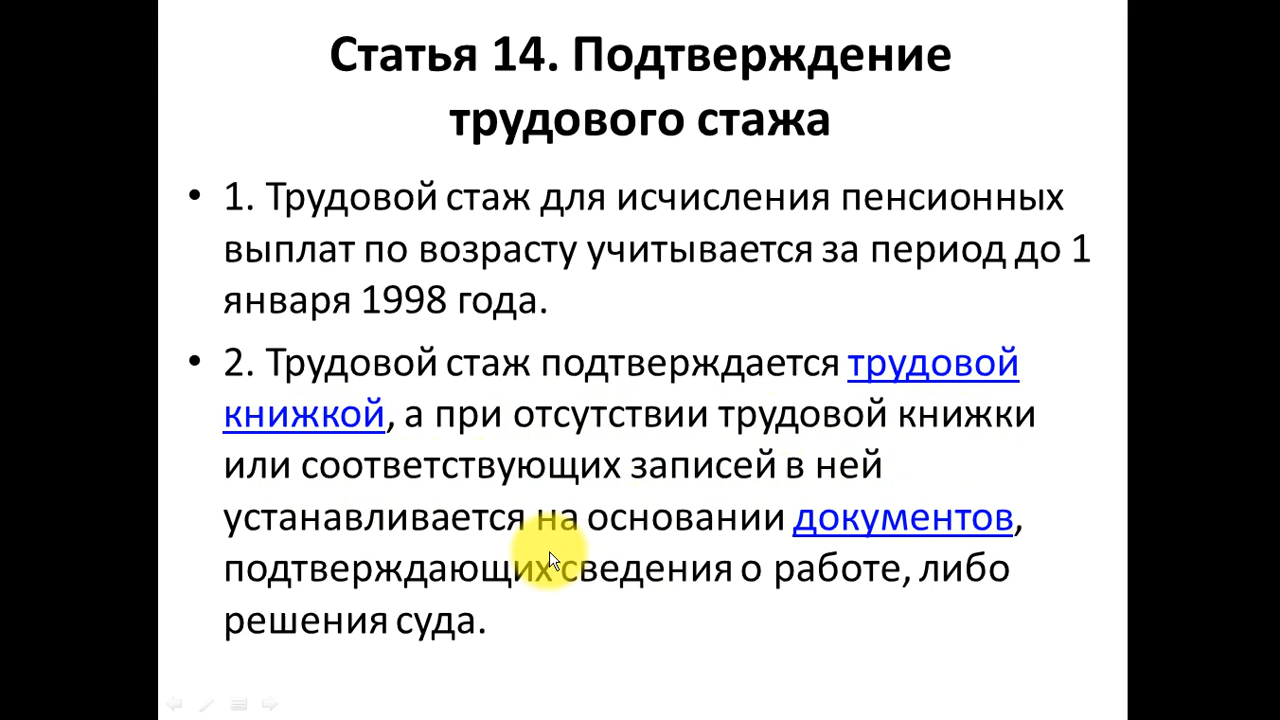 Статья 14. Подтверждение
трудового стажа
• 1. Трудовой стаж для исчисления пенсионных
выплат по возрасту учитывается за период до 1
января 1998 года.
• 2. Трудовой стаж подтверждается трудовой
книжкой, а при отсутствии трудовой книжки
или соответствующих записей в ней
устанавливается на основании документов,
подтверждающих сведения о работе, либо
решения суда.